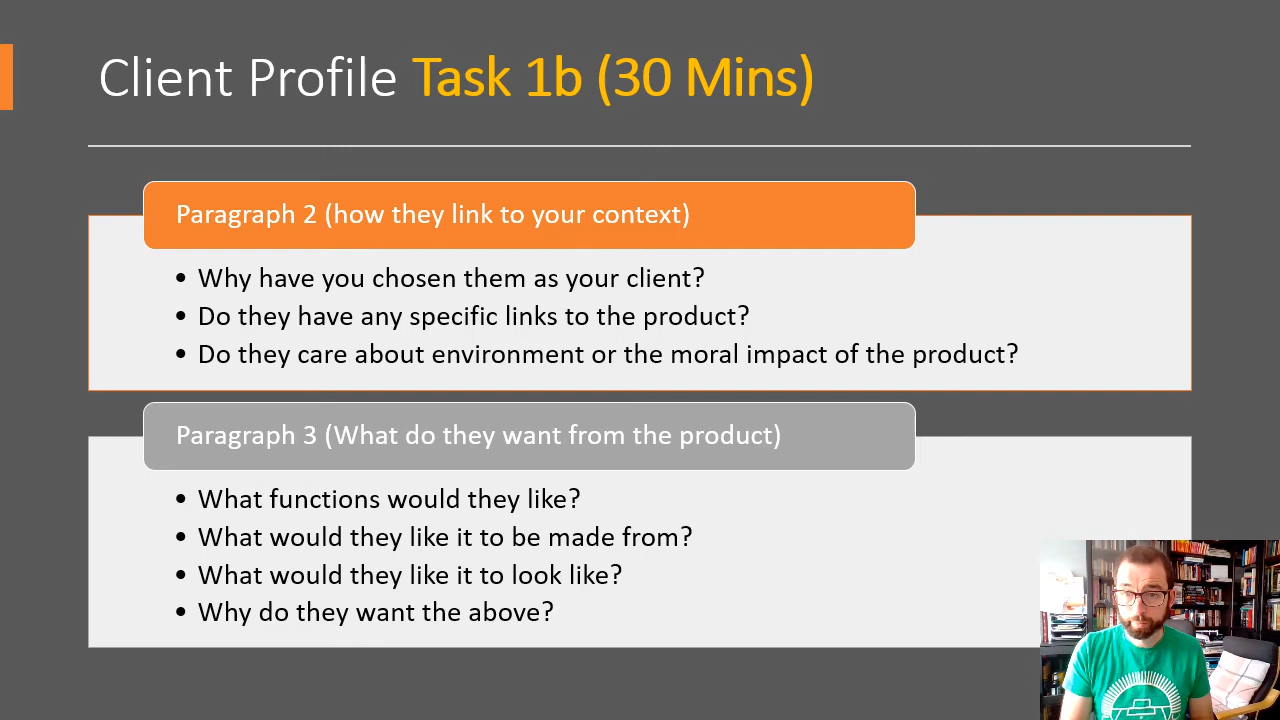 Client Profile Task 1b (30 Mins)
Paragraph 2 (how they link to your context)
• Why have you chosen them as your client?
• Do they have any specific links to the product?
• Do they care about environment or the moral impact of the product?
Paragraph 3 (What do they want from the product)
• What functions would they like?
• What would they like it to be made from?
• What would they like it to look like?
• Why do they want the above?